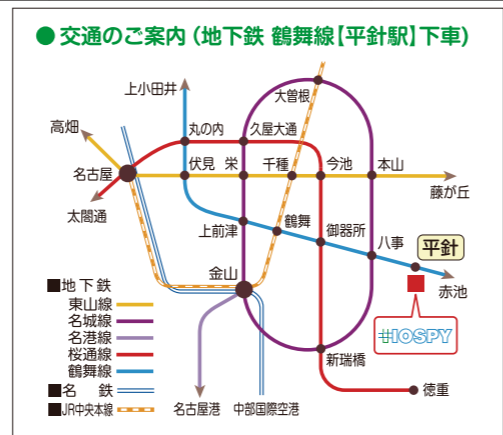 ●交通のご案内(地下鉄 鶴舞線【平針駅】下車)
上小田井
大曽根
高畑
丸の内
久屋大通
名古屋
伏見
栄
千種
今池
本山
藤が丘
太閤通
上前津
鶴舞
御器所
八事
平針
赤池
金山
HOSPY
新瑞橋
徳重
名古屋港
中部国際空港
■地下鉄
東山線
名城線
名港線
桜通線
鶴舞線
■名 鉄
■JR中央本線